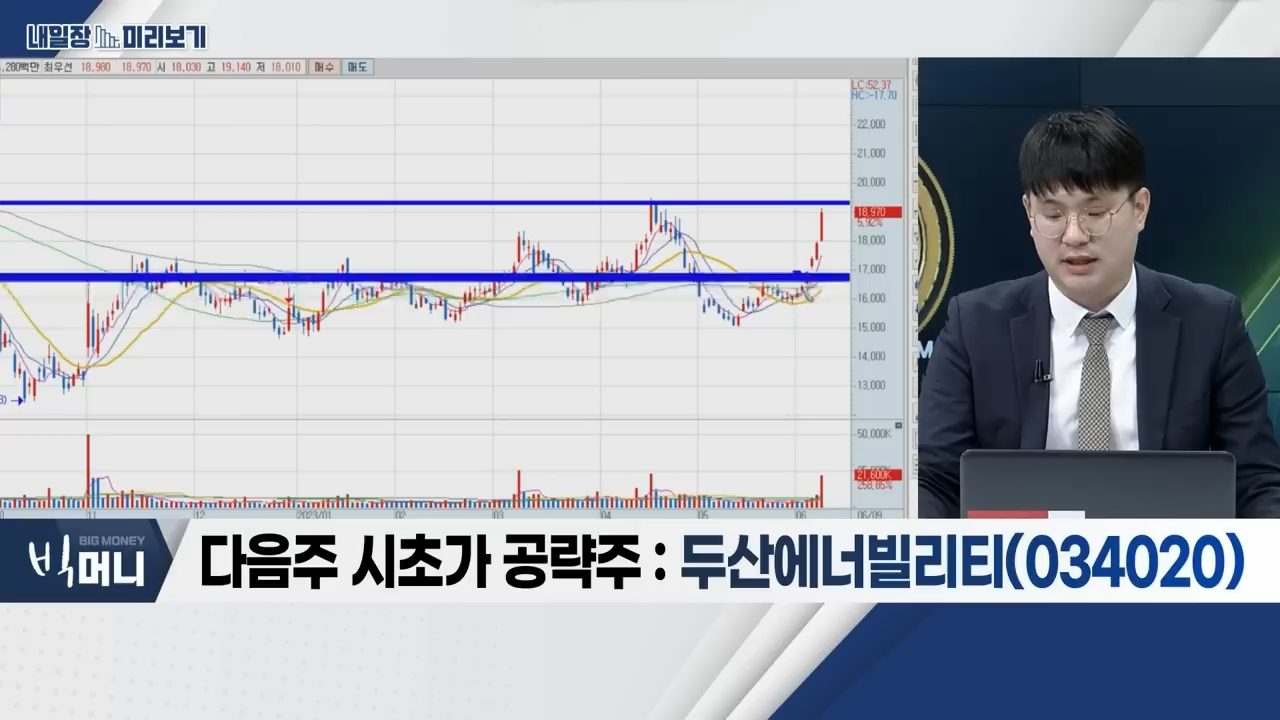 내일장 미리보기
,280백만 최우선 18,980 18,970 시 18,030 고 19,140 저 18,010 매수 매도
LC:52.37
HC:-17.70
22,000
21,000
20,000
18,970
5.92%
18,000
17,000
16,000
15,000
14,000
13,000
50,000K
21,600K
258.85%
11 12 2023/01 02 03 04 05 06 06/09
BIG MONEY
빅머니
다음주 시초가 공략주 : 두산에너빌리티(034020)